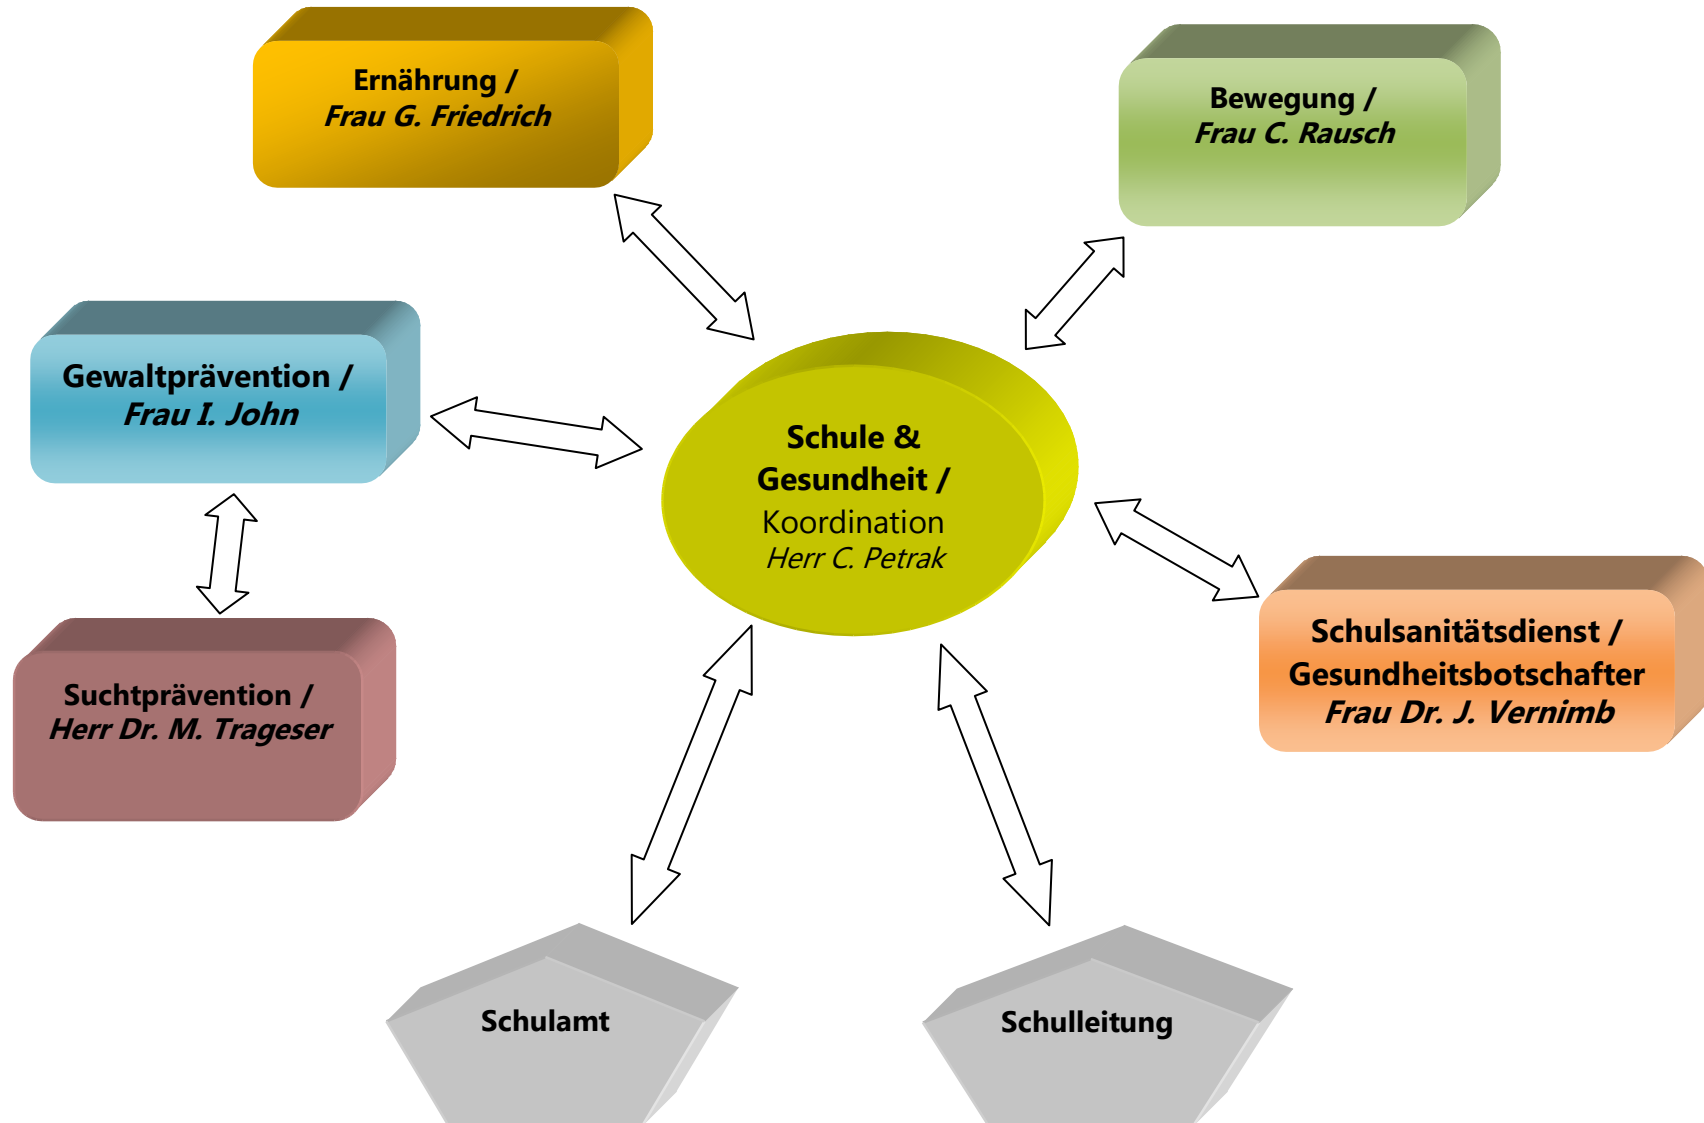 Ernährung /
Frau G. Friedrich
Bewegung /
Frau C. Rausch
Gewaltprävention /
Frau I. John
Schule &
Gesundheit /
Koordination
Herr C. Petrak
Schulsanitätsdienst /
Gesundheitsbotschafter
Frau Dr. J. Vernimb
Suchtprävention /
Herr Dr. M. Trageser
Schulamt
Schulleitung